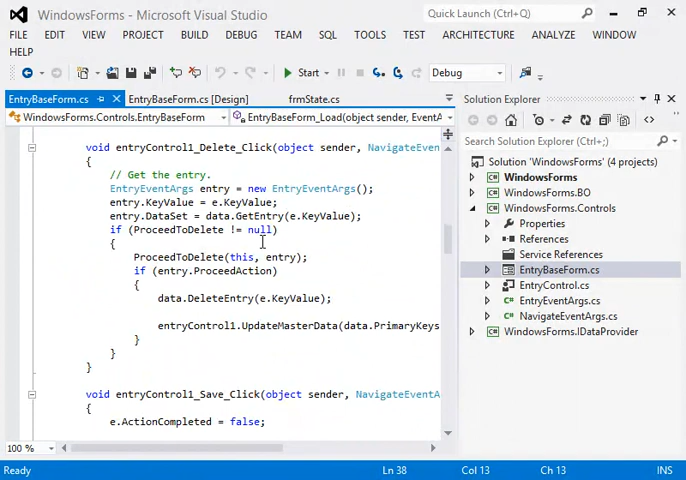 WindowsForms - Microsoft Visual Studio
Quick Launch (Ctrl+Q)
FILE EDIT VIEW PROJECT BUILD DEBUG TEAM SQL TOOLS TEST ARCHITECTURE ANALYZE WINDOW
HELP
Start Debug
EntryBaseForm.cs EntryBaseForm.cs [Design] frmState.cs
WindowsForms.Controls.EntryBaseForm EntryBaseForm_Load(object sender, EventA
void entryControl1_Delete_Click(object sender, NavigateEven
{
// Get the entry.
EntryEventArgs entry = new EntryEventArgs();
entry.KeyValue = e.KeyValue;
entry.DataSet = data.GetEntry(e.KeyValue);
if (ProceedToDelete != null)
{
ProceedToDelete(this, entry);
if (entry.ProceedAction)
{
data.DeleteEntry(e.KeyValue);
entryControl1.UpdateMasterData(data.PrimaryKeys
}
}
}
void entryControl1_Save_Click(object sender, NavigateEventA
{
e.ActionCompleted = false;
100 %
Solution Explorer
Search Solution Explorer (Ctrl+;)
Solution 'WindowsForms' (4 projects)
WindowsForms
WindowsForms.BO
WindowsForms.Controls
Properties
References
Service References
EntryBaseForm.cs
EntryControl.cs
EntryEventArgs.cs
NavigateEventArgs.cs
WindowsForms.IDataProvider
Ready Ln 38 Col 13 Ch 13 INS